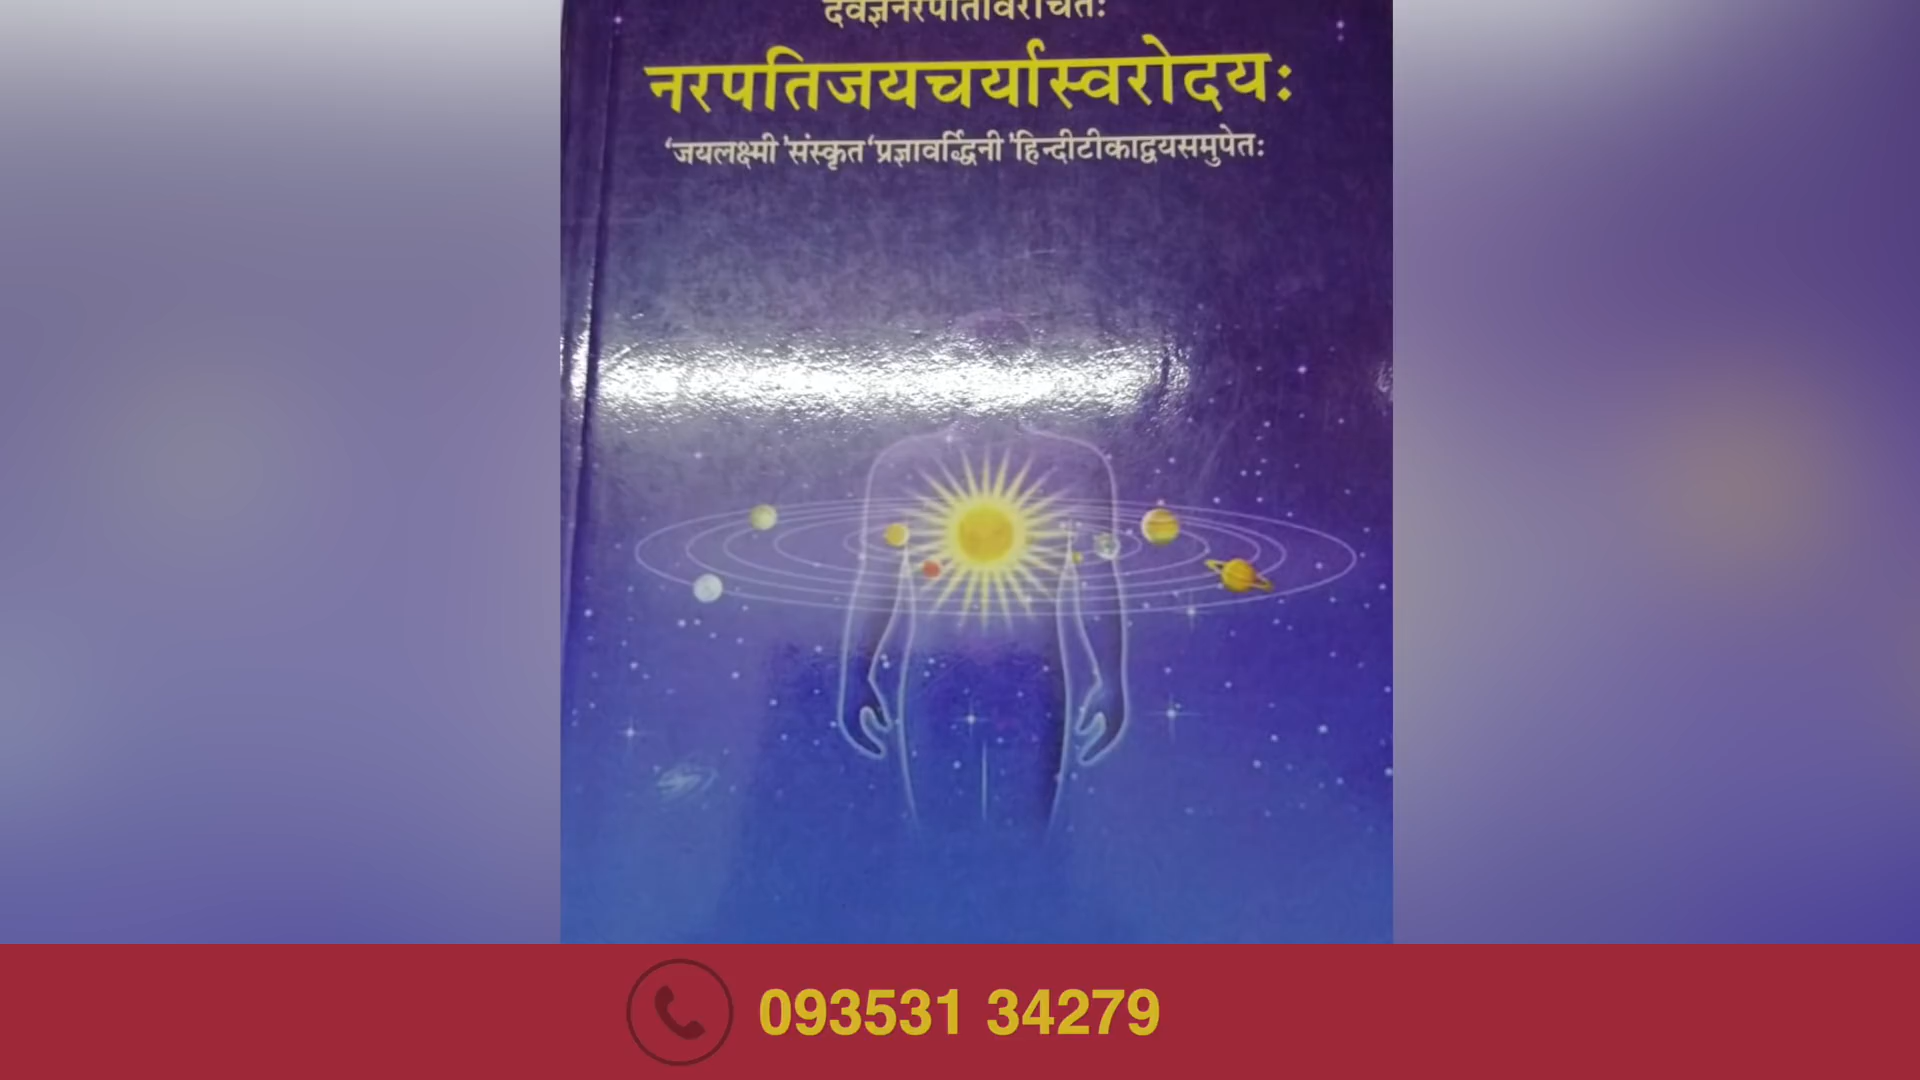 दैवज्ञनरपतिविरचितः
नरपतिजयचर्यास्वरोदयः
'जयलक्ष्मी'संस्कृत'प्रज्ञावर्द्धिनी'हिन्दीटीकाद्वयसमुपेतः
093531 34279